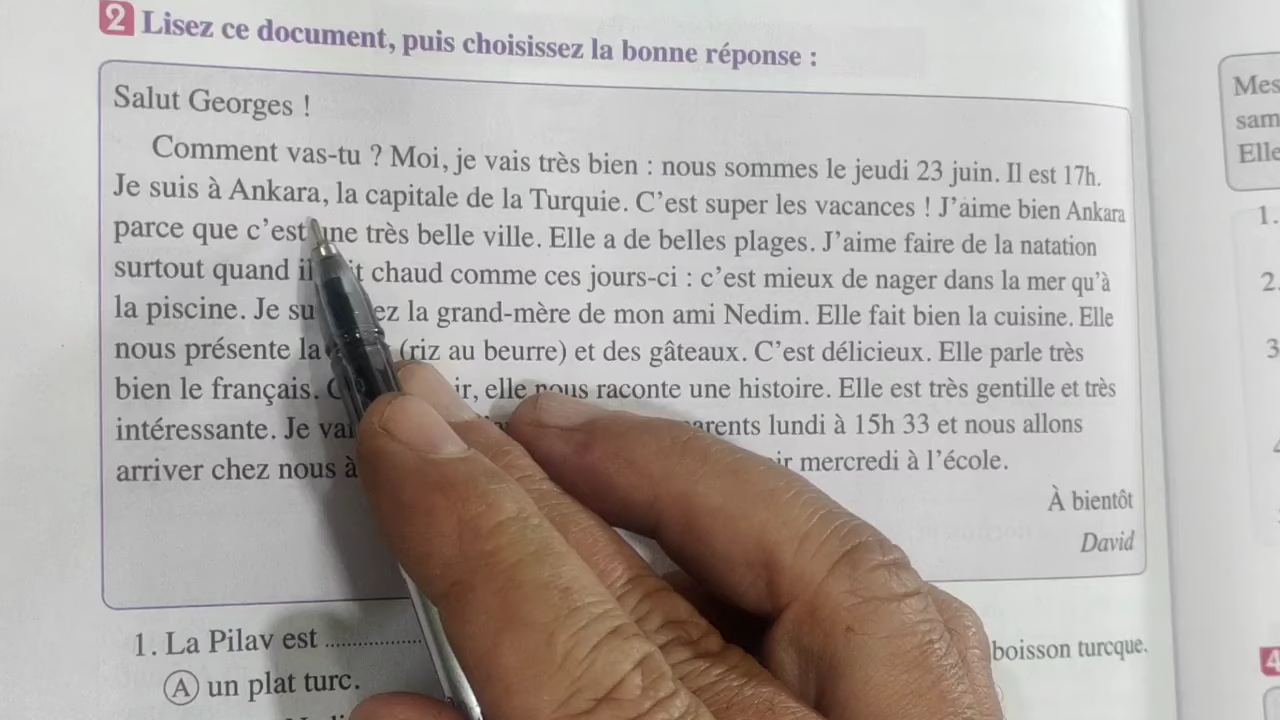 2 Lisez ce document, puis choisissez la bonne réponse :
Salut Georges !
Comment vas-tu ? Moi, je vais très bien : nous sommes le jeudi 23 juin. Il est 17h.
Je suis à Ankara, la capitale de la Turquie. C'est super les vacances ! J'aime bien Ankara
parce que c'est une très belle ville. Elle a de belles plages. J'aime faire de la natation
surtout quand il chaud comme ces jours-ci : c'est mieux de nager dans la mer qu'à
la piscine. Je la grand-mère de mon ami Nedim. Elle fait bien la cuisine. Elle
nous présente la (riz au beurre) et des gâteaux. C'est délicieux. Elle parle très
bien le français. elle nous raconte une histoire. Elle est très gentille et très
intéressante. Je lundi à 15h 33 et nous allons
arriver chez nous à mercredi à l'école.
À bientôt
David
1. La Pilav est ................
boisson turcque.
A un plat turc.
Mes
sam
Elle
1.
2.
3
4